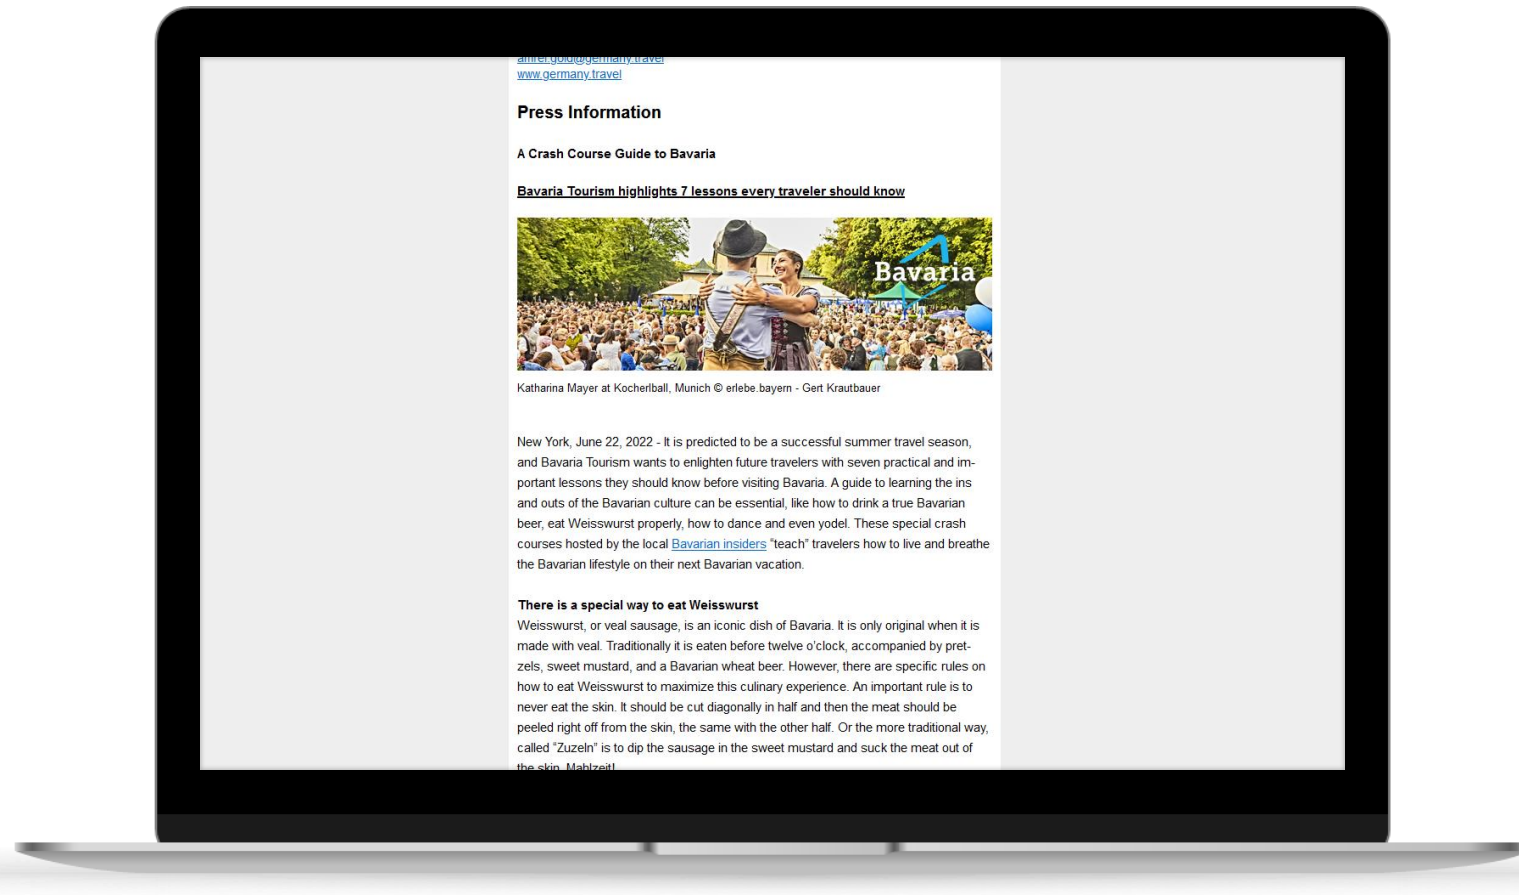 amrei.gold@germany.travel
www.germany.travel
Press Information
A Crash Course Guide to Bavaria
Bavaria Tourism highlights 7 lessons every traveler should know
Bavaria
Katharina Mayer at Kocherlball, Munich © erlebe.bayern - Gert Krautbauer
New York, June 22, 2022 - It is predicted to be a successful summer travel season,
and Bavaria Tourism wants to enlighten future travelers with seven practical and im-
portant lessons they should know before visiting Bavaria. A guide to learning the ins
and outs of the Bavarian culture can be essential, like how to drink a true Bavarian
beer, eat Weisswurst properly, how to dance and even yodel. These special crash
courses hosted by the local Bavarian insiders “teach” travelers how to live and breathe
the Bavarian lifestyle on their next Bavarian vacation.
There is a special way to eat Weisswurst
Weisswurst, or veal sausage, is an iconic dish of Bavaria. It is only original when it is
made with veal. Traditionally it is eaten before twelve o’clock, accompanied by pret-
zels, sweet mustard, and a Bavarian wheat beer. However, there are specific rules on
how to eat Weisswurst to maximize this culinary experience. An important rule is to
never eat the skin. It should be cut diagonally in half and then the meat should be
peeled right off from the skin, the same with the other half. Or the more traditional way,
called “Zuzeln” is to dip the sausage in the sweet mustard and suck the meat out of
the skin. Mahlzeit!